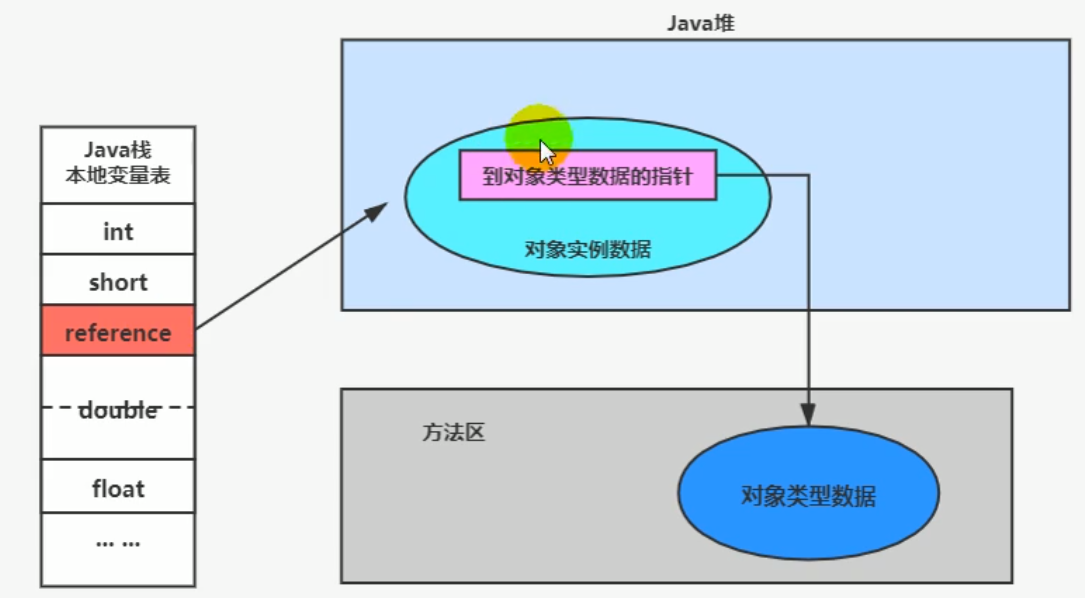 Java堆
Java栈
本地变量表
int
short
reference
double
float
... ...
到对象类型数据的指针
对象实例数据
方法区
对象类型数据